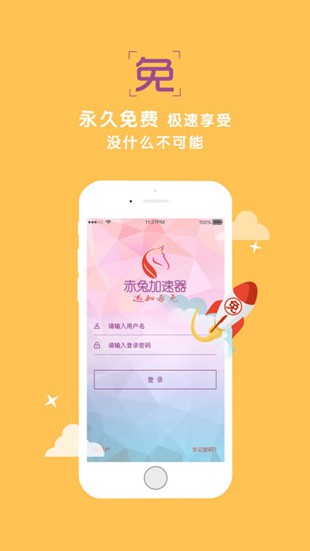 免
永久免费 极速享受
没什么不可能
11:27PM
100%
赤兔加速器
迅如赤兔
免
请输入用户名
请输入登录密码
登 录
忘记密码?